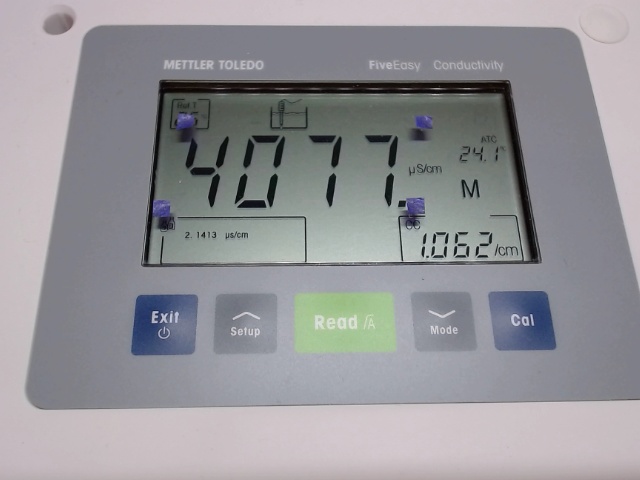 METTLER TOLEDO FiveEasy Conductivity
Ref.T.
ATC
4077. µS/cm 24.1°C
M
2. 1413 µs/cm 1.062/cm
Exit Setup Read /A Mode Cal